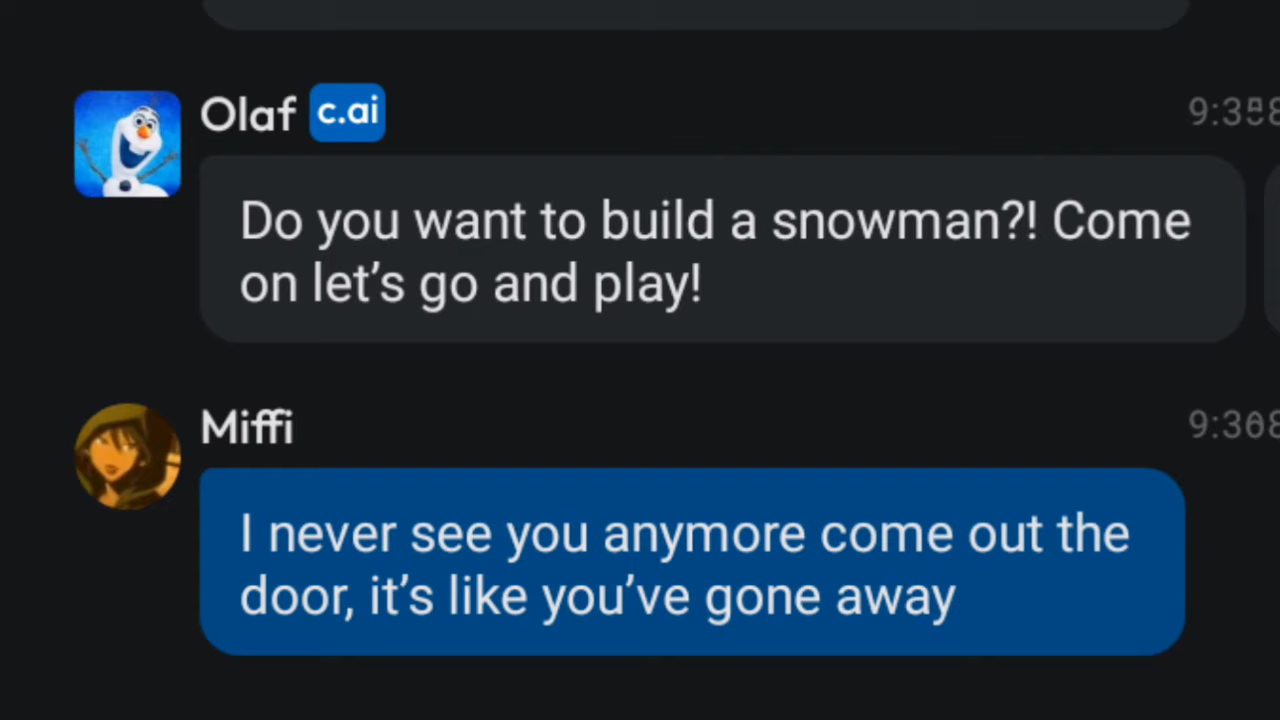 Olaf c.ai
Do you want to build a snowman?! Come
on let’s go and play!
Miffi
I never see you anymore come out the
door, it’s like you’ve gone away